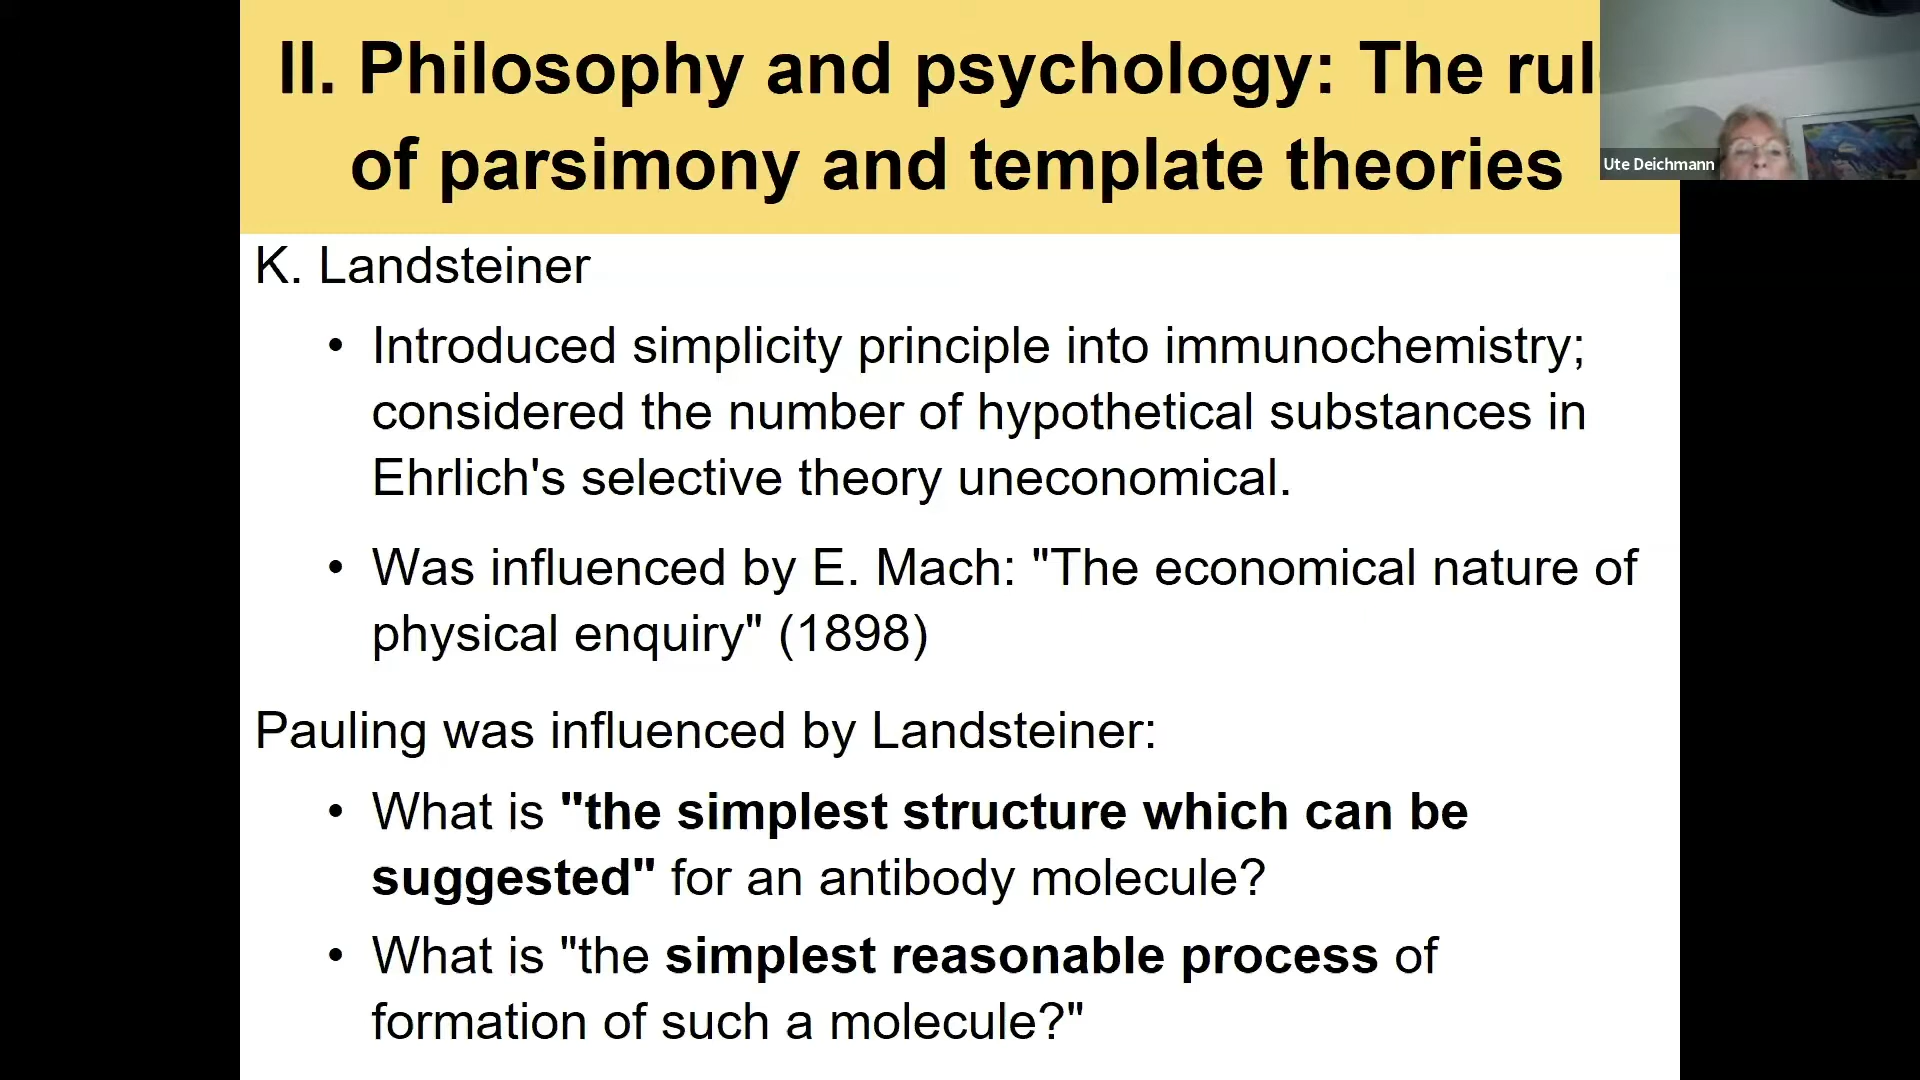 II. Philosophy and psychology: The rul
of parsimony and template theories
Ute Deichmann
K. Landsteiner
• Introduced simplicity principle into immunochemistry;
considered the number of hypothetical substances in
Ehrlich's selective theory uneconomical.
• Was influenced by E. Mach: "The economical nature of
physical enquiry" (1898)
Pauling was influenced by Landsteiner:
• What is "the simplest structure which can be
suggested" for an antibody molecule?
• What is "the simplest reasonable process of
formation of such a molecule?"